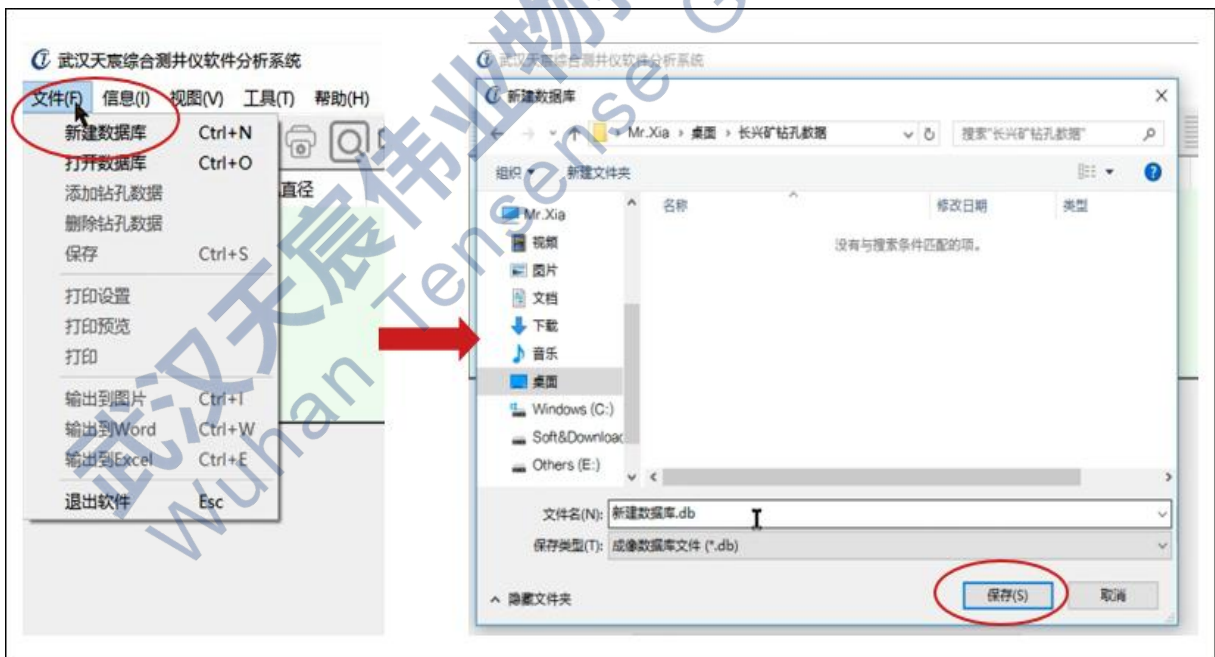 武汉天宸综合测井仪软件分析系统
文件(F) 信息(I) 视图(V) 工具(T) 帮助(H)
新建数据库 Ctrl+N
打开数据库 Ctrl+O
添加钻孔数据
删除钻孔数据
保存 Ctrl+S
打印设置
打印预览
打印
输出到图片 Ctrl+I
输出到Word Ctrl+W
输出到Excel Ctrl+E
退出软件 Esc
直径
武汉天宸综合测井仪软件分析系统
新建数据库
Mr.Xia › 桌面 › 长兴矿钻孔数据
搜索"长兴矿钻孔数据"
组织 新建文件夹
名称 修改日期 类型
没有与搜索条件匹配的项。
Mr.Xia
视频
图片
文档
下载
音乐
桌面
Windows (C:)
Soft&Downloac
Others (E:)
文件名(N): 新建数据库.db
保存类型(T): 成像数据库文件 (*.db)
隐藏文件夹
保存(S) 取消
武汉天宸伟业物探
Wuhan Tensense G